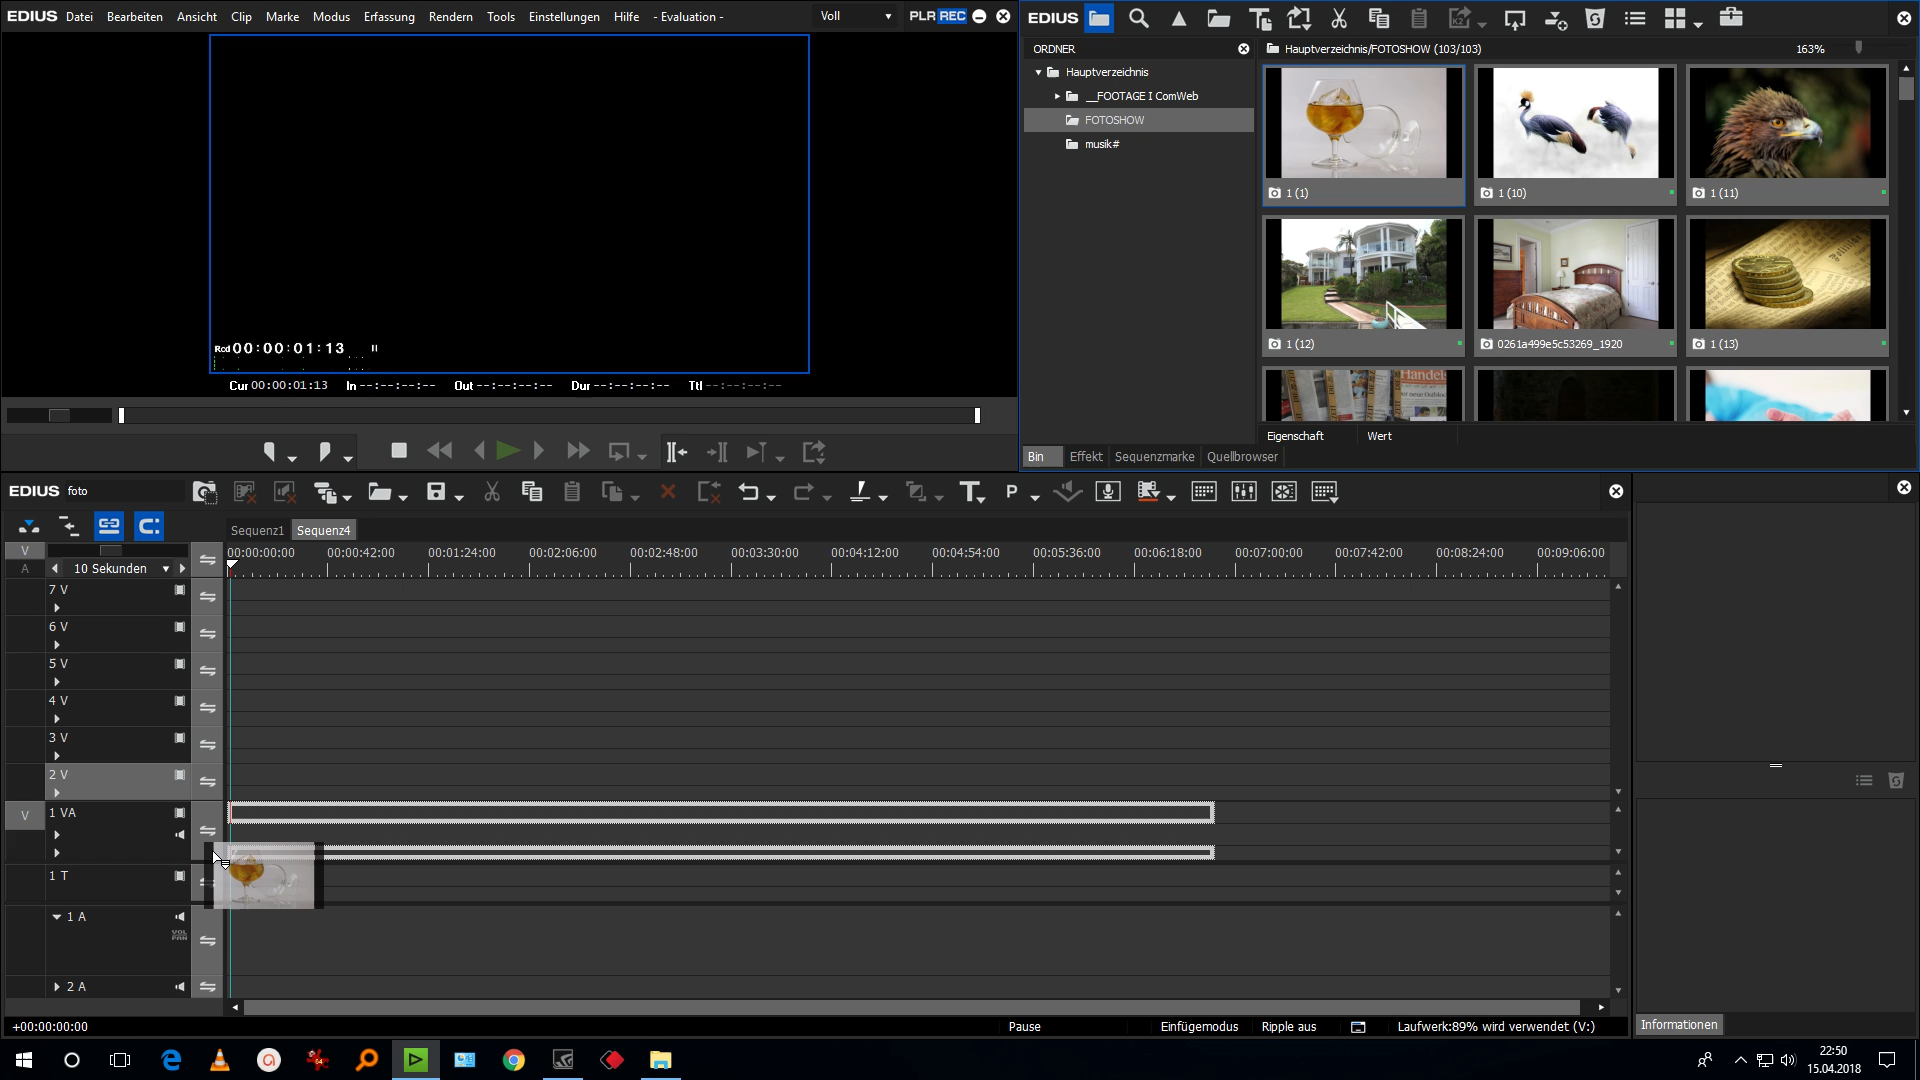 EDIUS Datei Bearbeiten Ansicht Clip Marke Modus Erfassung Rendern Tools Einstellungen Hilfe - Evaluation - Voll PLR REC
EDIUS
ORDNER
Hauptverzeichnis/FOTOSHOW (103/103) 163%
Hauptverzeichnis
__FOOTAGE I ComWeb
FOTOSHOW
musik#
1 (1)
1 (10)
1 (11)
1 (12)
0261a499e5c53269_1920
1 (13)
Handels
Eigenschaft Wert
Bin Effekt Sequenzmarke Quellbrowser
Rcd 00:00:01:13
Cur 00:00:01:13 In --:--:--:-- Out --:--:--:-- Dur --:--:--:-- Ttl --:--:--:--
EDIUS foto
T P
Sequenz1 Sequenz4
V
A
10 Sekunden
00:00:00:00 00:00:42:00 00:01:24:00 00:02:06:00 00:02:48:00 00:03:30:00 00:04:12:00 00:04:54:00 00:05:36:00 00:06:18:00 00:07:00:00 00:07:42:00 00:08:24:00 00:09:06:00
7 V
6 V
5 V
4 V
3 V
2 V
V 1 VA
1 T
1 A
VOL
PAN
2 A
+00:00:00:00 Pause Einfügemodus Ripple aus Laufwerk:89% wird verwendet (V:)
Informationen
22:50
15.04.2018